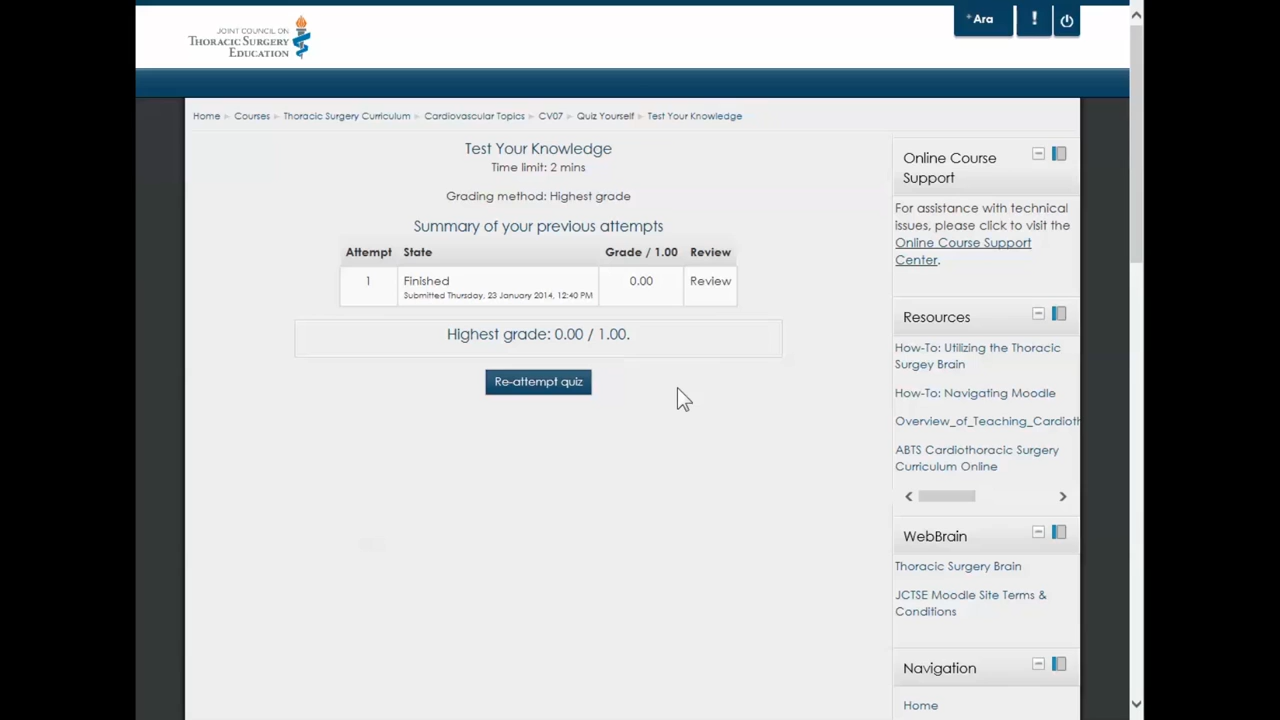 JOINT COUNCIL ON
THORACIC SURGERY
EDUCATION
Ara
!
Home Courses Thoracic Surgery Curriculum Cardiovascular Topics CV07 Quiz Yourself Test Your Knowledge
Test Your Knowledge
Time limit: 2 mins
Grading method: Highest grade
Summary of your previous attempts
Attempt State Grade / 1.00 Review
1 Finished 0.00 Review
Submitted Thursday, 23 January 2014, 12:40 PM
Highest grade: 0.00 / 1.00.
Re-attempt quiz
Online Course
Support
For assistance with technical
issues, please click to visit the
Online Course Support
Center.
Resources
How-To: Utilizing the Thoracic
Surgey Brain
How-To: Navigating Moodle
Overview_of_Teaching_Cardioth
ABTS Cardiothoracic Surgery
Curriculum Online
WebBrain
Thoracic Surgery Brain
JCTSE Moodle Site Terms &
Conditions
Navigation
Home